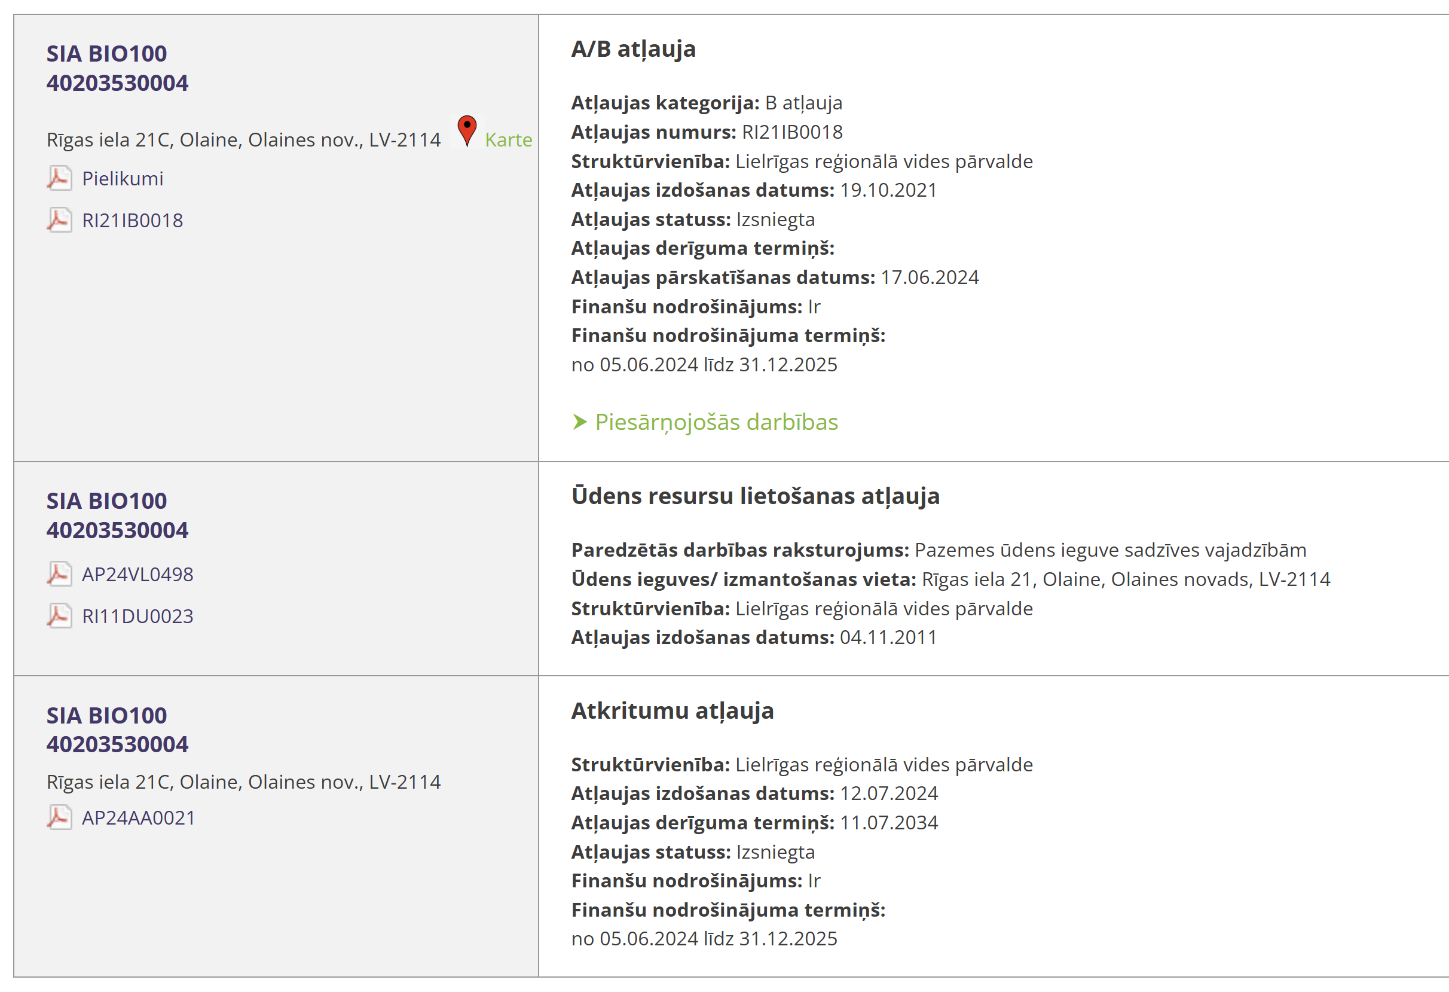 SIA BIO100
40203530004
Rīgas iela 21C, Olaine, Olaines nov., LV-2114 Karte
Pielikumi
RI21IB0018
A/B atļauja
Atļaujas kategorija: B atļauja
Atļaujas numurs: RI21IB0018
Struktūrvienība: Lielrīgas reģionālā vides pārvalde
Atļaujas izdošanas datums: 19.10.2021
Atļaujas statuss: Izsniegta
Atļaujas derīguma termiņš:
Atļaujas pārskatīšanas datums: 17.06.2024
Finanšu nodrošinājums: Ir
Finanšu nodrošinājuma termiņš:
no 05.06.2024 līdz 31.12.2025
Piesārņojošās darbības
SIA BIO100
40203530004
AP24VL0498
RI11DU0023
Ūdens resursu lietošanas atļauja
Paredzētās darbības raksturojums: Pazemes ūdens ieguve sadzīves vajadzībām
Ūdens ieguves/ izmantošanas vieta: Rīgas iela 21, Olaine, Olaines novads, LV-2114
Struktūrvienība: Lielrīgas reģionālā vides pārvalde
Atļaujas izdošanas datums: 04.11.2011
SIA BIO100
40203530004
Rīgas iela 21C, Olaine, Olaines nov., LV-2114
AP24AA0021
Atkritumu atļauja
Struktūrvienība: Lielrīgas reģionālā vides pārvalde
Atļaujas izdošanas datums: 12.07.2024
Atļaujas derīguma termiņš: 11.07.2034
Atļaujas statuss: Izsniegta
Finanšu nodrošinājums: Ir
Finanšu nodrošinājuma termiņš:
no 05.06.2024 līdz 31.12.2025